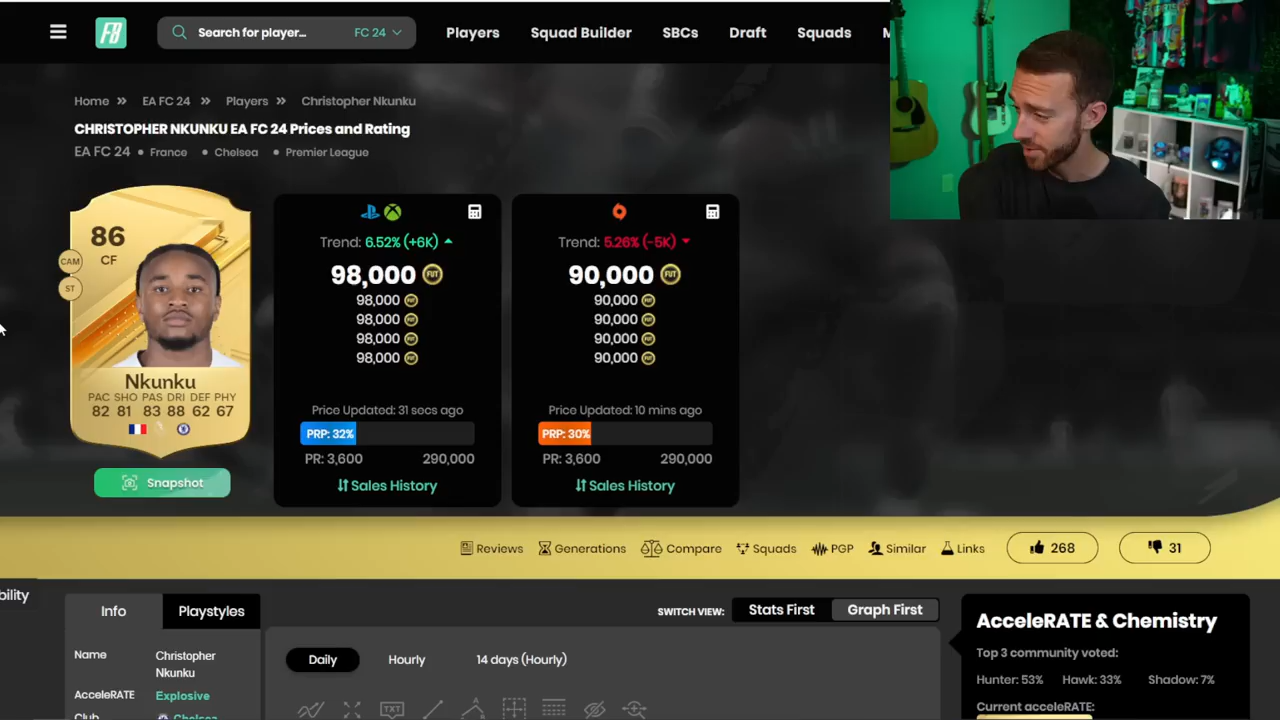 FB
Search for player...
FC 24
Players
Squad Builder
SBCs
Draft
Squads
Home » EA FC 24 » Players » Christopher Nkunku
CHRISTOPHER NKUNKU EA FC 24 Prices and Rating
EA FC 24 • France • Chelsea • Premier League
86
CF
CAM
ST
Nkunku
PAC SHO PAS DRI DEF PHY
82 81 83 88 62 67
Snapshot
Trend: 6.52% (+6K)
98,000 FUT
98,000
98,000
98,000
98,000
Price Updated: 31 secs ago
PRP: 32%
PR: 3,600 290,000
Sales History
Trend: 5.26% (-5K)
90,000 FUT
90,000
90,000
90,000
90,000
Price Updated: 10 mins ago
PRP: 30%
PR: 3,600 290,000
Sales History
Reviews
Generations
Compare
Squads
PGP
Similar
Links
268
31
bility
Info
Playstyles
Name
Christopher
Nkunku
AcceleRATE
Explosive
Club
Chelsea
SWITCH VIEW:
Stats First
Graph First
Daily
Hourly
14 days (Hourly)
TXT
AcceleRATE & Chemistry
Top 3 community voted:
Hunter: 53% Hawk: 33% Shadow: 7%
Current acceleRATE: